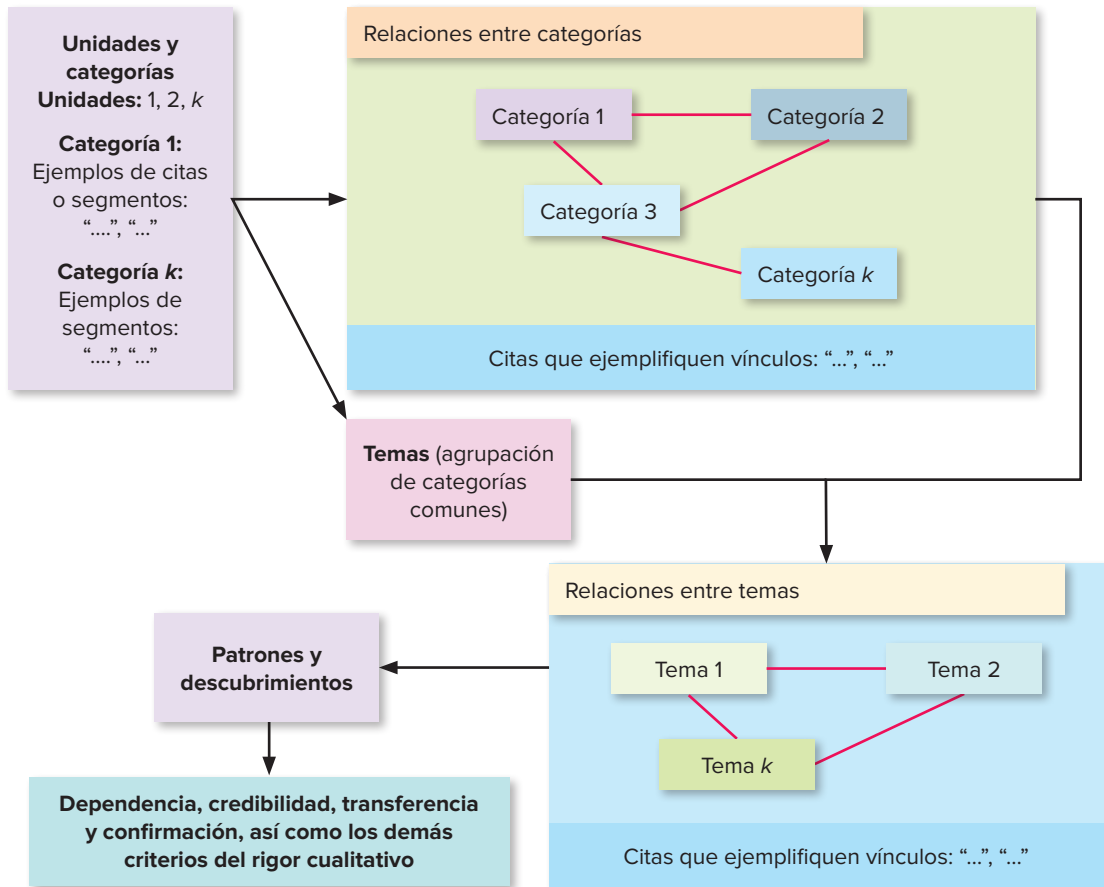 Unidades y
categorías
Unidades: 1, 2, k
Categoría 1:
Ejemplos de citas
o segmentos:
“....”, “...”
Categoría k:
Ejemplos de
segmentos:
“....”, “...”
Relaciones entre categorías
Categoría 1
Categoría 2
Categoría 3
Categoría k
Citas que ejemplifiquen vínculos: “...”, “...”
Temas (agrupación
de categorías
comunes)
Relaciones entre temas
Tema 1
Tema 2
Tema k
Citas que ejemplifiquen vínculos: “...”, “...”
Patrones y
descubrimientos
Dependencia, credibilidad, transferencia
y confirmación, así como los demás
criterios del rigor cualitativo